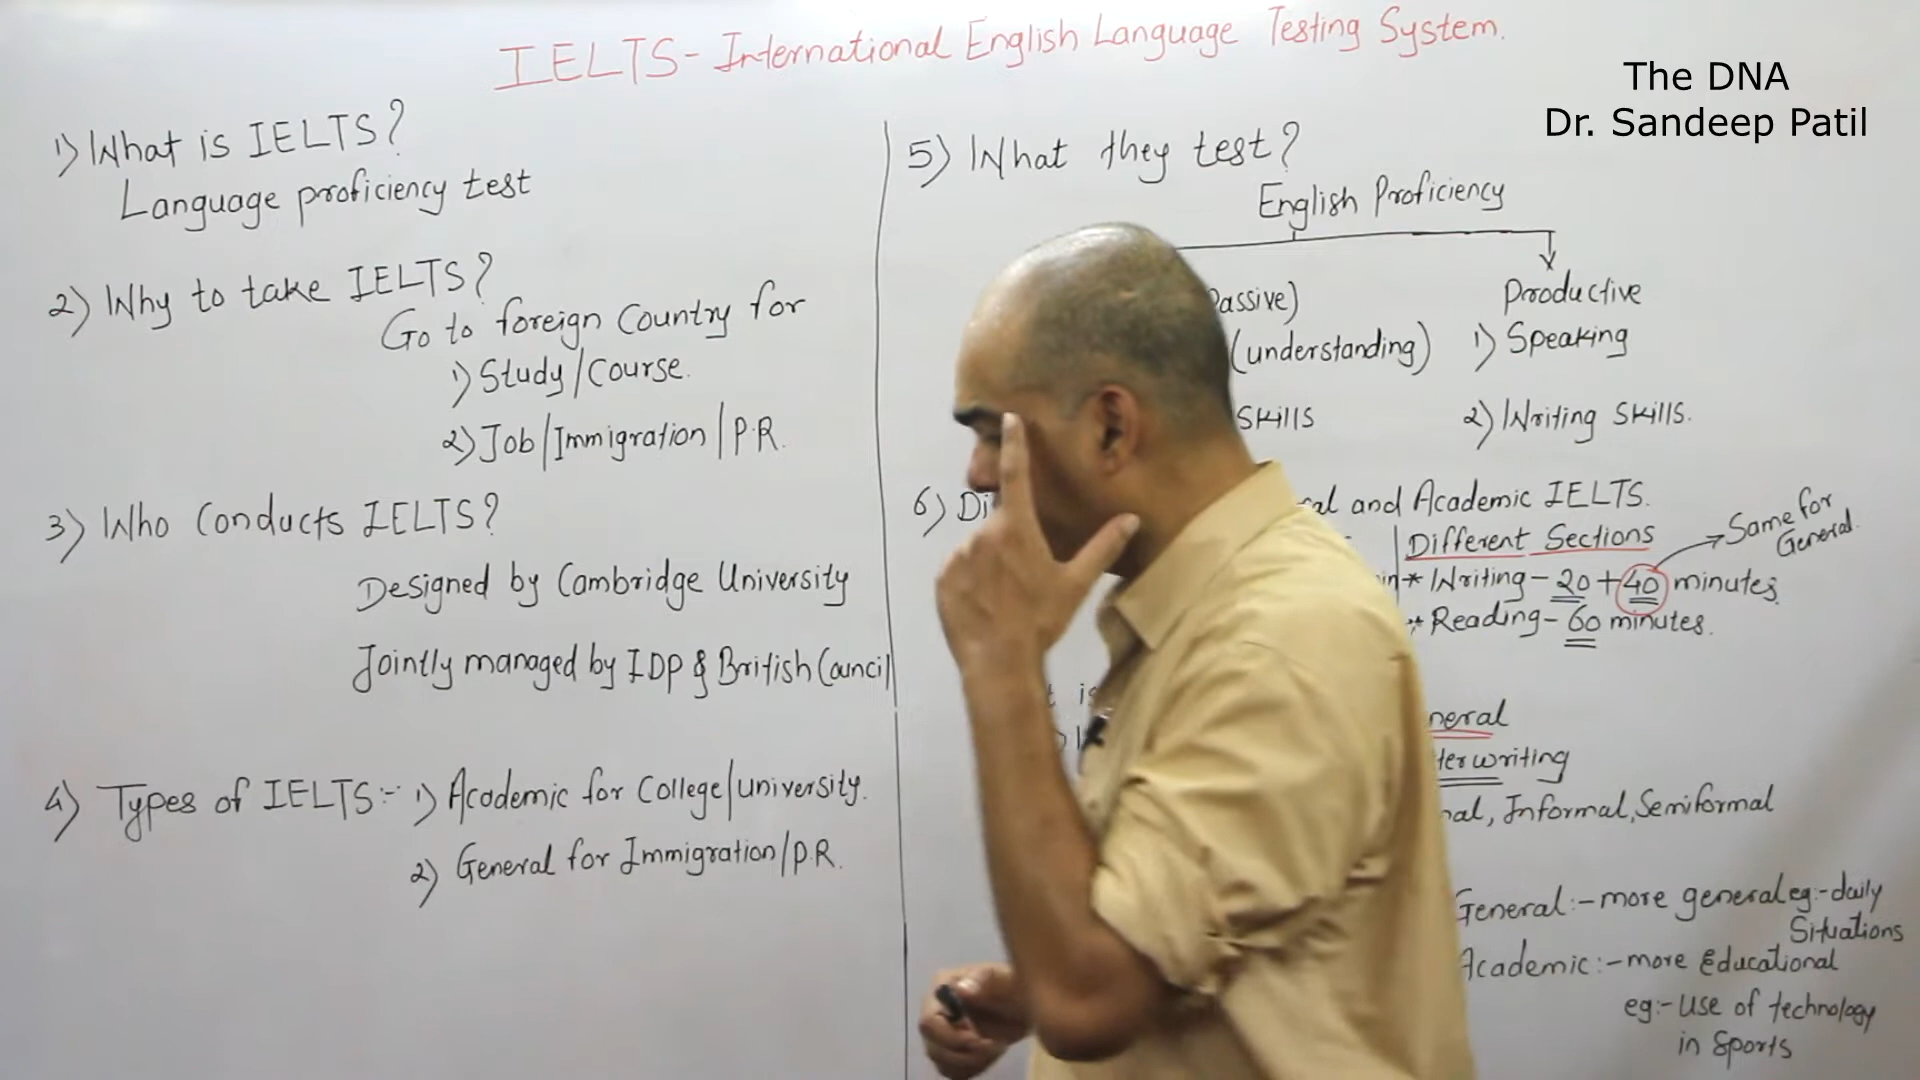 IELTS - International English Language Testing System.
The DNA
Dr. Sandeep Patil
1) What is IELTS?
Language proficiency test
2) Why to take IELTS?
Go to foreign Country for
1) Study/Course.
2) Job/Immigration/P.R.
3) Who Conducts IELTS?
Designed by Cambridge University
Jointly managed by IDP & British Council
4) Types of IELTS:- 1) Academic for College/University.
2) General for Immigration/P.R.
5) What they test?
English Proficiency
Productive
(understanding)
1) Speaking
Skills
2) Writing Skills.
6)
and Academic IELTS.
Different Sections
Same for
General.
* Writing - 20 + 40 minutes.
* Reading - 60 minutes.
writing
Informal, Semiformal
General:- more general eg:- daily
Situations
Academic:- more Educational
eg:- Use of technology
in Sports